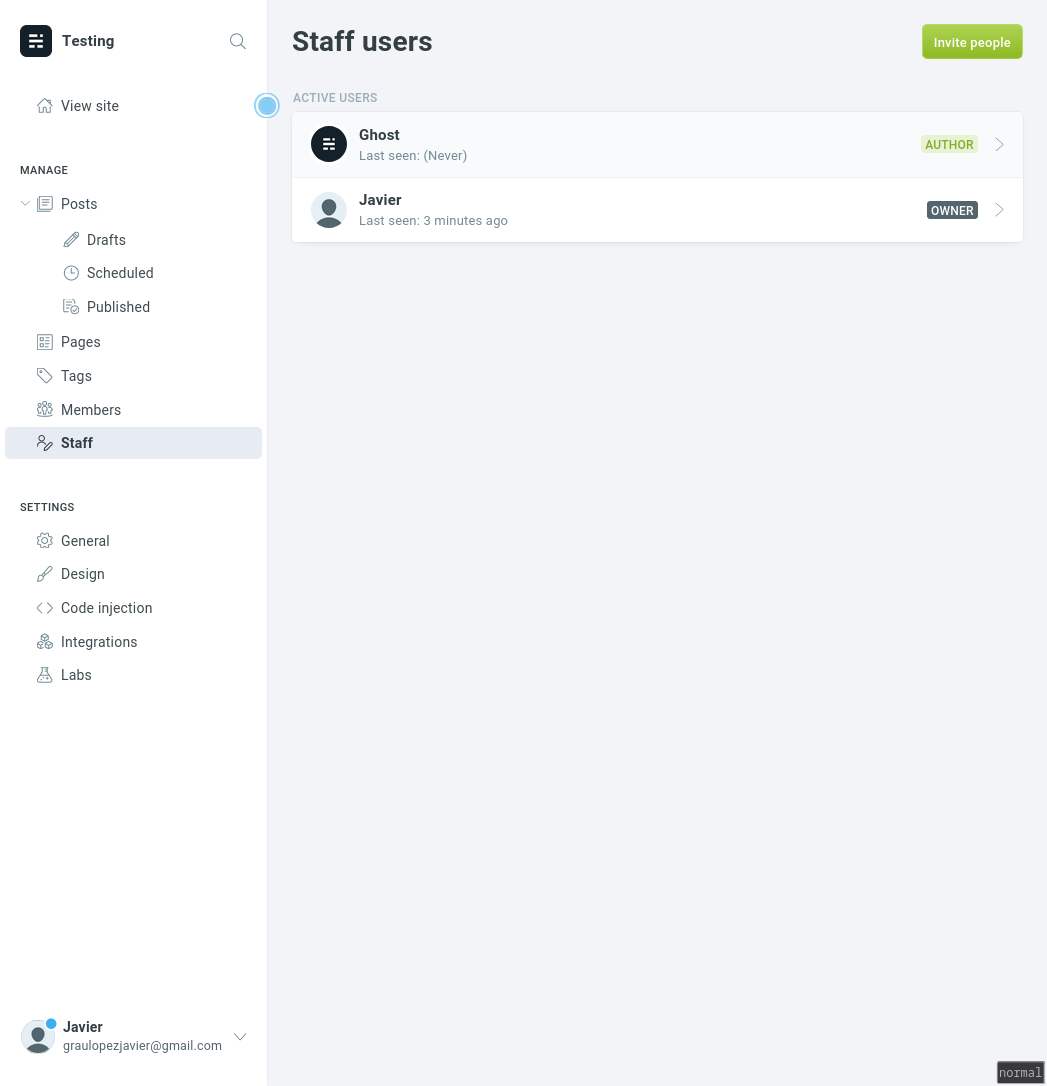 Testing
View site
MANAGE
Posts
Drafts
Scheduled
Published
Pages
Tags
Members
Staff
SETTINGS
General
Design
Code injection
Integrations
Labs
Javier
graulopezjavier@gmail.com
Staff users
Invite people
ACTIVE USERS
Ghost
Last seen: (Never)
AUTHOR
Javier
Last seen: 3 minutes ago
OWNER
normal